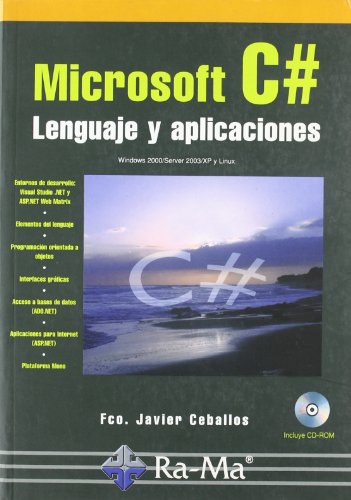 Microsoft C#
Lenguaje y aplicaciones
Windows 2000/Server 2003/XP y Linux
Entornos de desarrollo:
Visual Studio .NET y
ASP.NET Web Matrix
• Elementos del lenguaje
• Programación orientada a
objetos
• Interfaces gráficas
• Acceso a bases de datos
(ADO.NET)
• Aplicaciones para Internet
(ASP.NET)
• Plataforma Mono
C#
Fco. Javier Ceballos
Incluye CD-ROM
Ra-Ma®